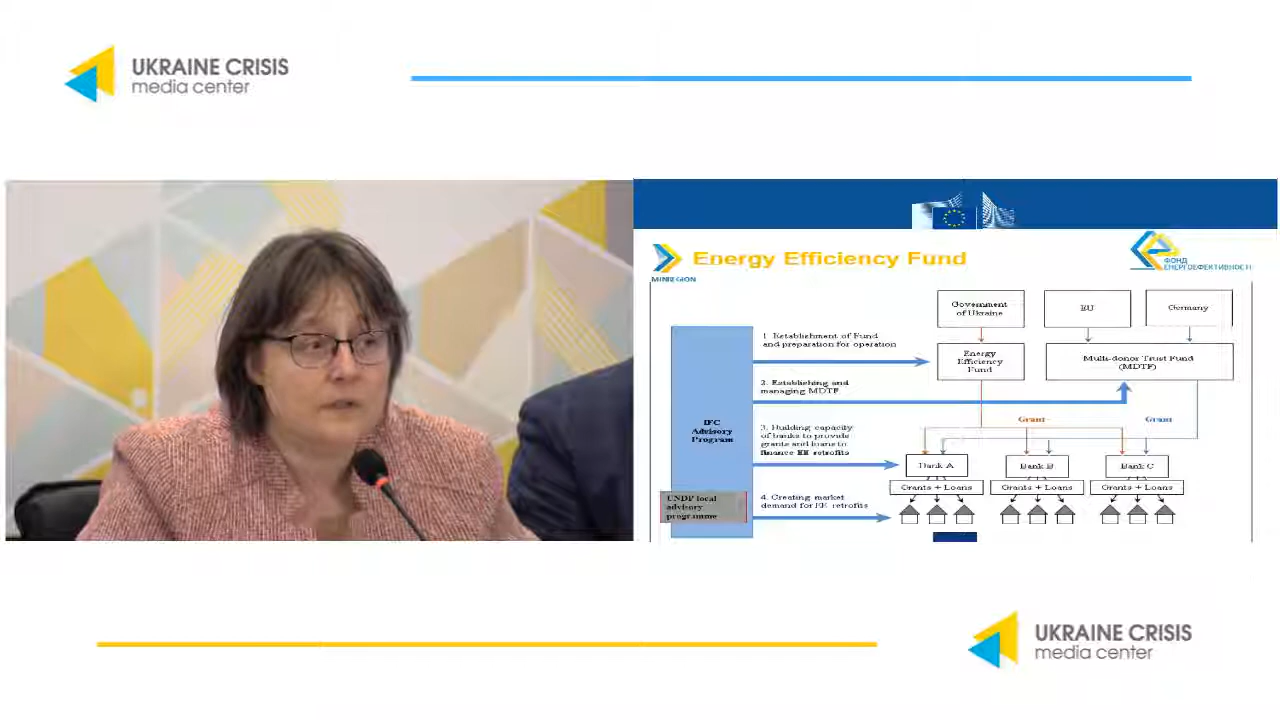 UKRAINE CRISIS
media center
Energy Efficiency Fund
MINREGION
ФОНД
ЕНЕРГОЕФЕКТИВНОСТІ
Government
of Ukraine
EU
Germany
1. Establishment of Fund
and preparation for operation
Energy
Efficiency
Fund
Multi-donor Trust Fund
(MDTF)
2. Establishing and
managing MDTF
IFC
Advisory
Program
Grant
Grant
3. Building capacity
of banks to provide
grants and loans to
finance EE retrofits
Bank A
Bank B
Bank C
Grants + Loans
Grants + Loans
Grants + Loans
UNDP local
advisory
programme
4. Creating market
demand for EE retrofits
UKRAINE CRISIS
media center